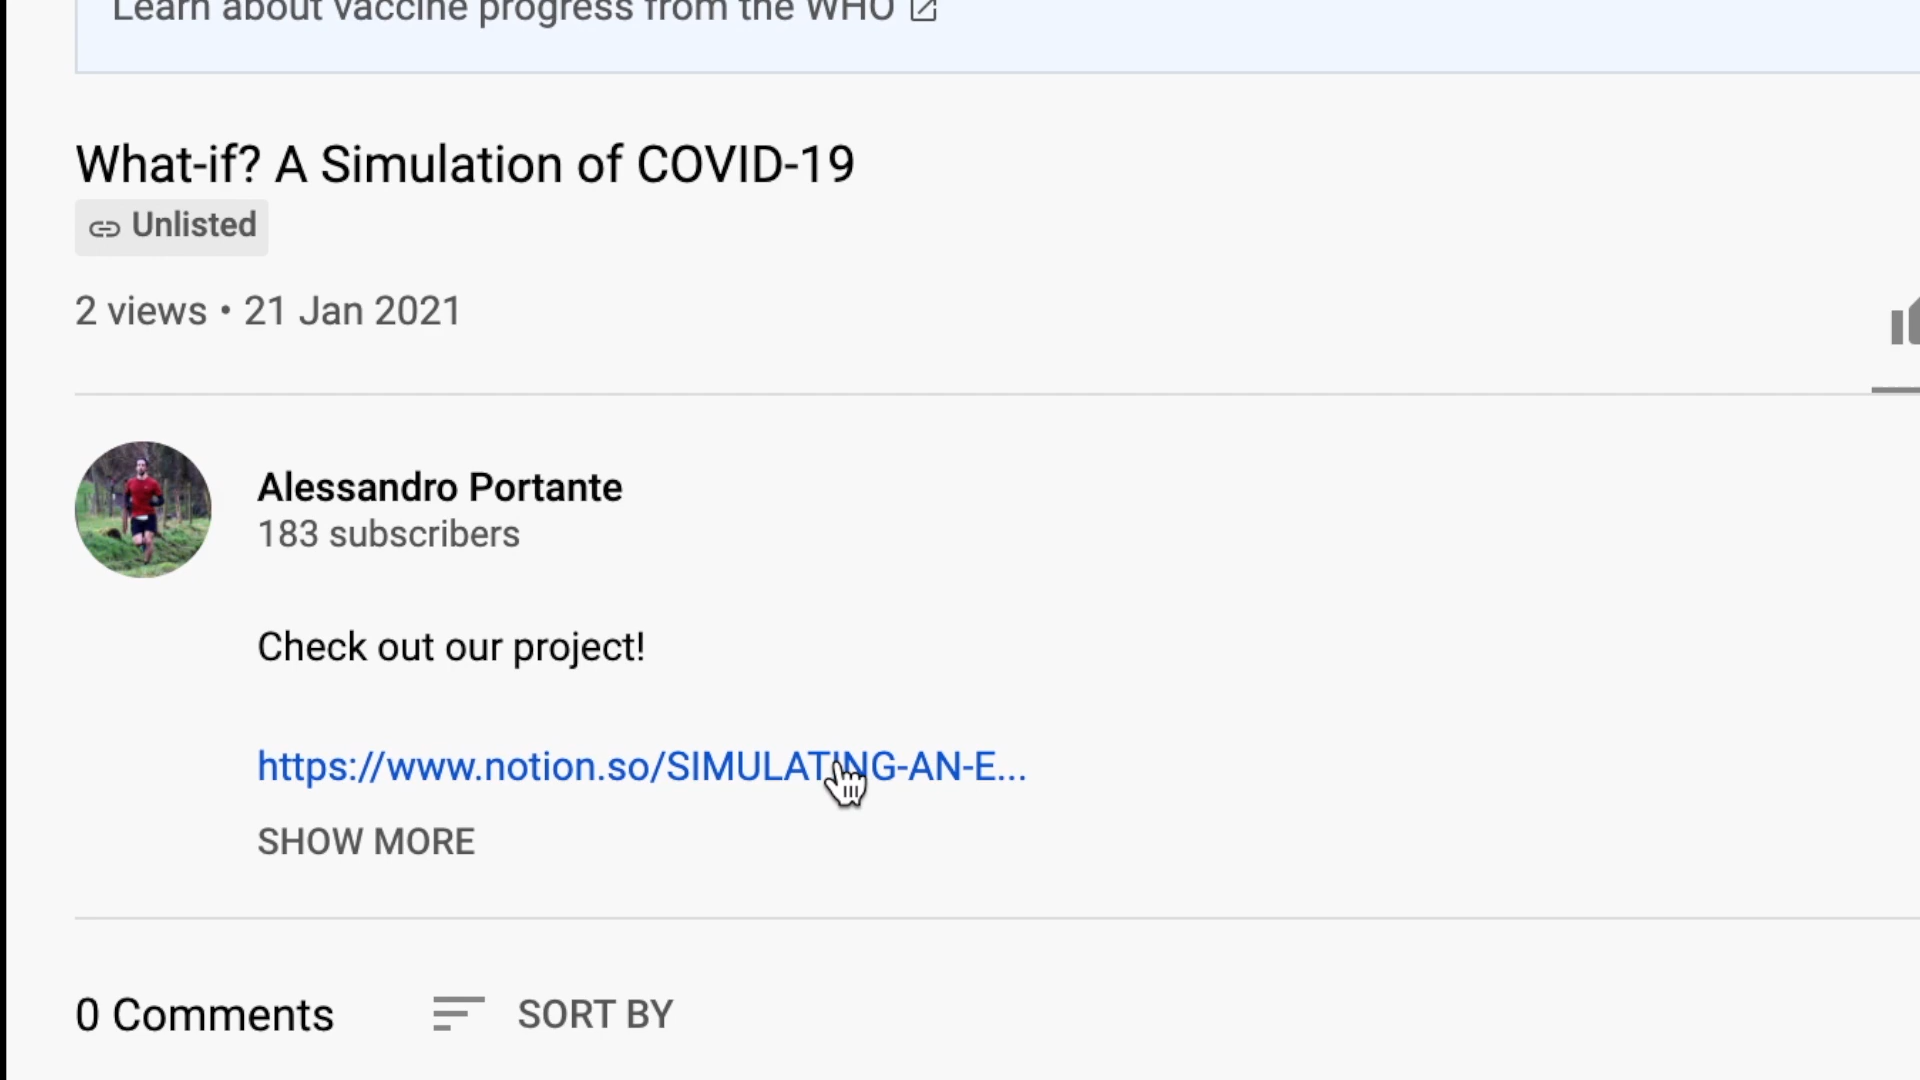 Learn about vaccine progress from the WHO
What-if? A Simulation of COVID-19
Unlisted
2 views • 21 Jan 2021
Alessandro Portante
183 subscribers
Check out our project!
https://www.notion.so/SIMULATING-AN-E...
SHOW MORE
0 Comments SORT BY